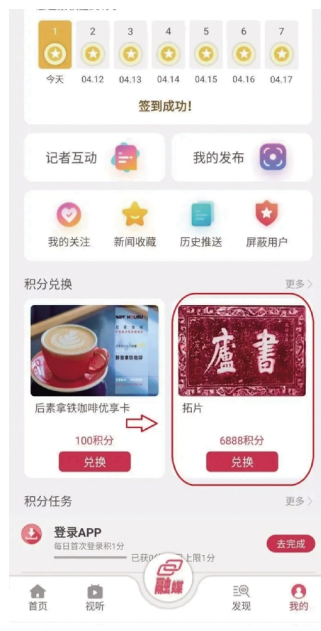 1 2 3 4 5 6 7
今天 04.12 04.13 04.14 04.15 04.16 04.17
签到成功!
记者互动 我的发布
我的关注 新闻收藏 历史推送 屏蔽用户
积分兑换 更多
后素拿铁咖啡优享卡 拓片
100积分 6888积分
兑换 兑换
廬書
积分任务 更多
登录APP
每日首次登录积1分
去完成
已获0 上限1分
融媒
首页 视听 发现 我的